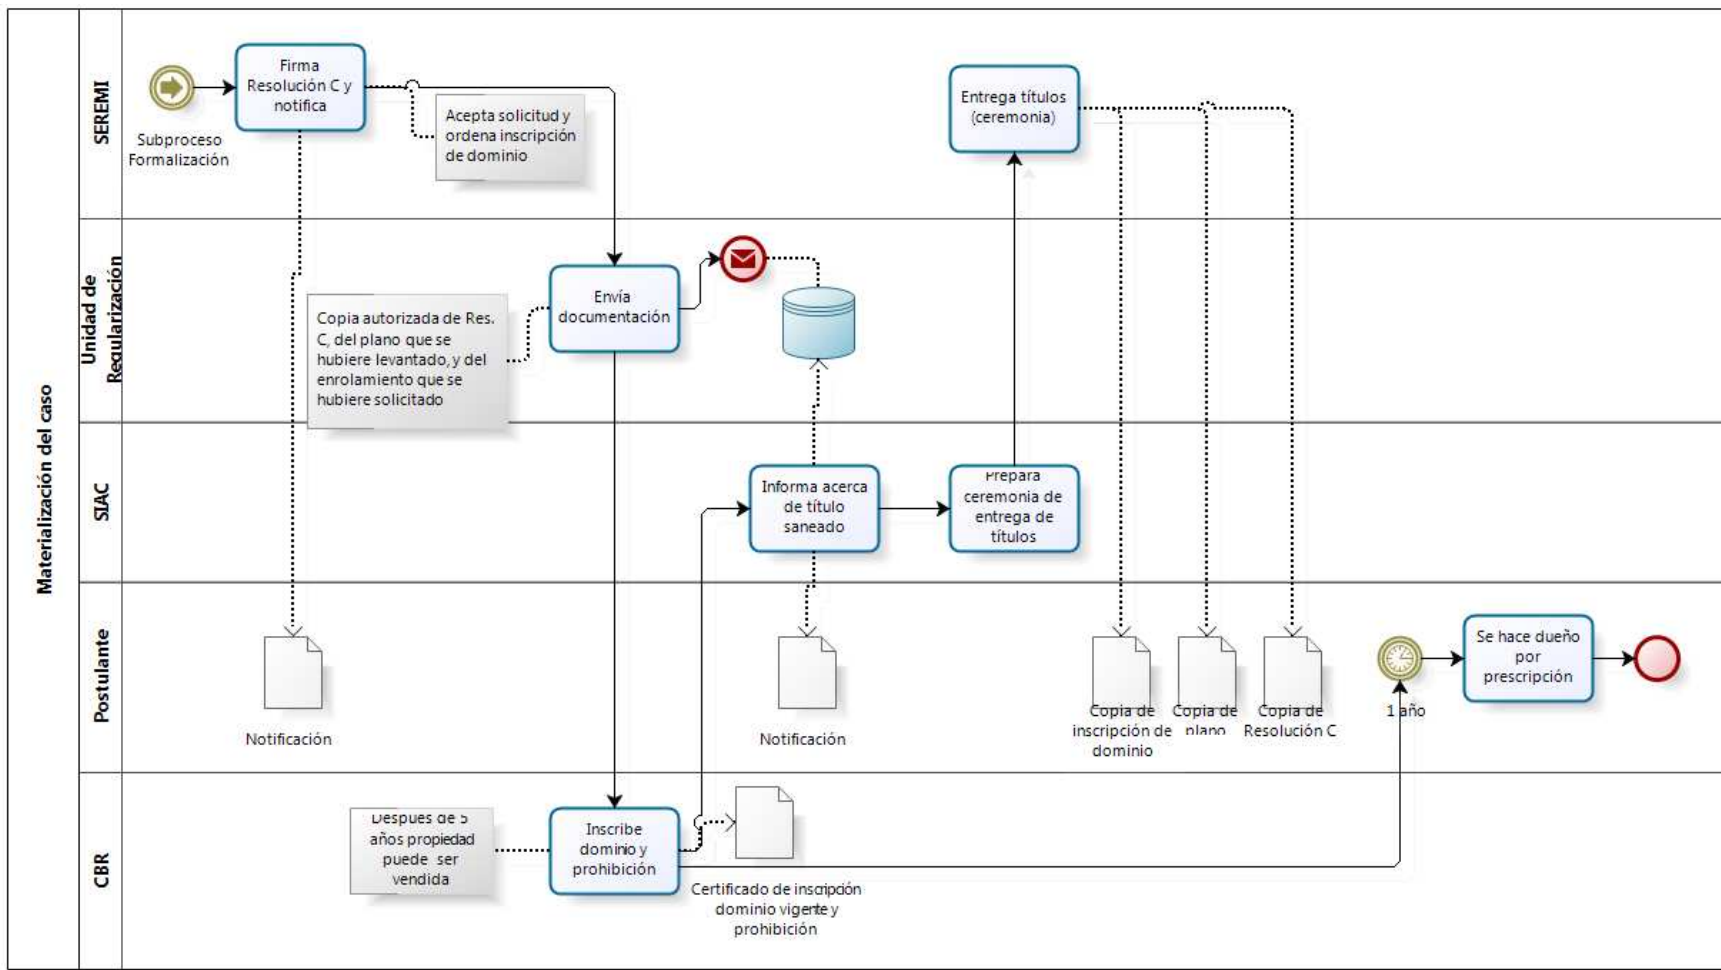 Materialización del caso
SEREMI
Subproceso
Formalización
Firma
Resolución C y
notifica
Acepta solicitud y
ordena inscripción
de dominio
Entrega títulos
(ceremonia)
Unidad de
Regularización
Copia autorizada de Res.
C, del plano que se
hubiere levantado, y del
enrolamiento que se
hubiere solicitado
Envía
documentación
SIAC
Informa acerca
de título
saneado
Prepara
ceremonia de
entrega de
títulos
Postulante
Notificación
Notificación
Copia de
inscripción de
dominio
Copia de
plano
Copia de
Resolución C
1 año
Se hace dueño
por
prescripción
CBR
Después de 5
años propiedad
puede ser
vendida
Inscribe
dominio y
prohibición
Certificado de inscripción
dominio vigente y
prohibición